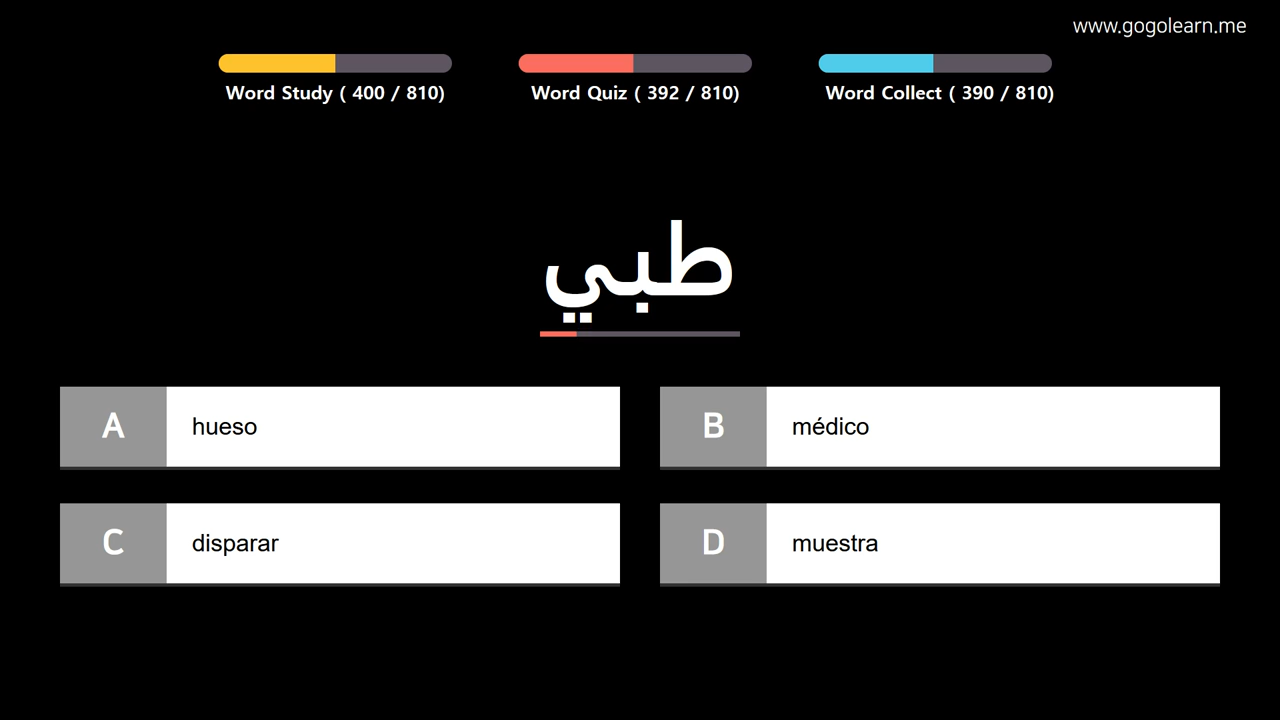 www.gogolearn.me
Word Study ( 400 / 810)
Word Quiz ( 392 / 810)
Word Collect ( 390 / 810)
طبي
A
hueso
B
médico
C
disparar
D
muestra